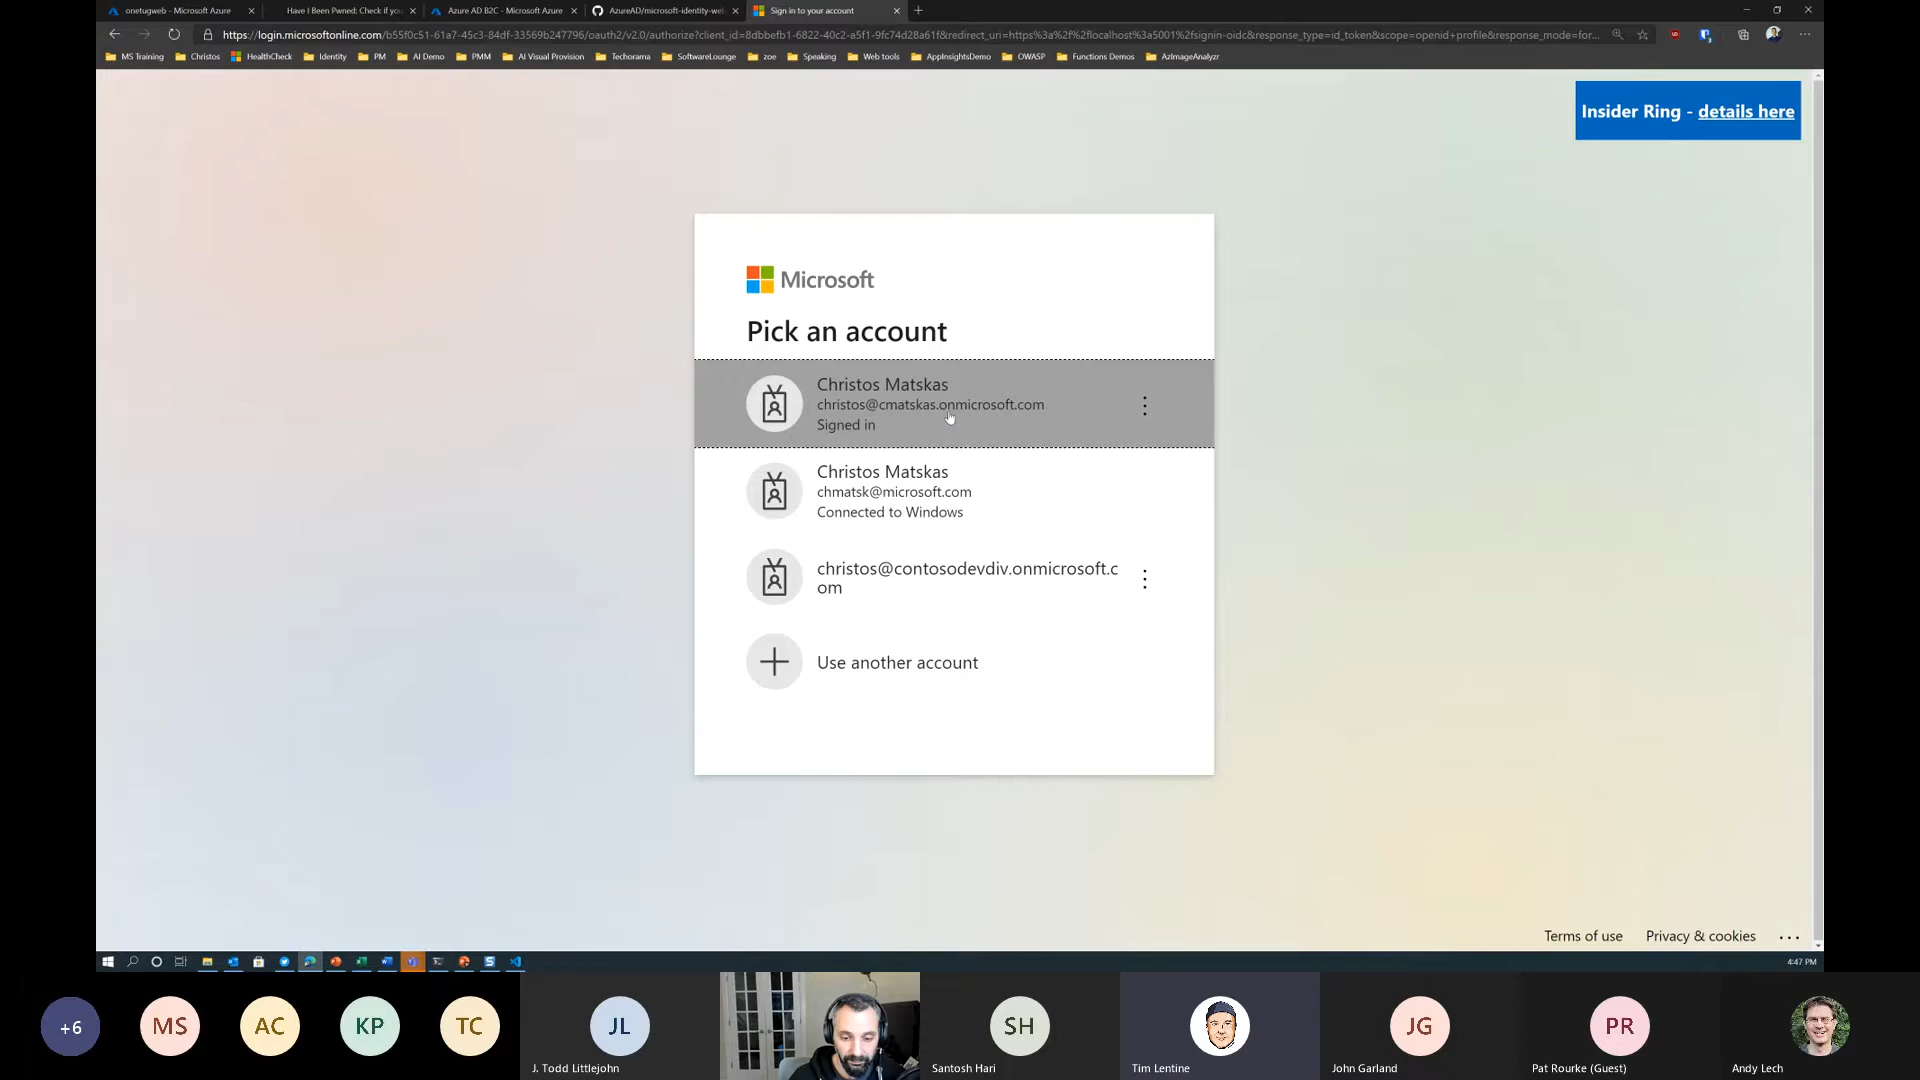 onetugweb - Microsoft Azure
Have I Been Pwned: Check if you
Azure AD B2C - Microsoft Azure
AzureAD/microsoft-identity-web
Sign in to your account
https://login.microsoftonline.com/b55f0c51-61a7-45c3-84df-33569b247796/oauth2/v2.0/authorize?client_id=8dbbefb1-6822-40c2-a5f1-9fc74d28a61f&redirect_uri=https%3a%2f%2flocalhost%3a5001%2fsignin-oidc&response_type=id_token&scope=openid+profile&response_mode=for...
MS Training
Christos
HealthCheck
Identity
PM
AI Demo
PMM
AI Visual Provision
Techorama
SoftwareLounge
zoe
Speaking
Web tools
AppInsightsDemo
OWASP
Functions Demos
AzImageAnalyzr
Insider Ring - details here
Microsoft
Pick an account
Christos Matskas
christos@cmatskas.onmicrosoft.com
Signed in
Christos Matskas
chmatsk@microsoft.com
Connected to Windows
christos@contosodevdiv.onmicrosoft.c
om
Use another account
Terms of use
Privacy & cookies
4:47 PM
+6
MS
AC
KP
TC
JL
SH
JG
PR
J. Todd Littlejohn
Santosh Hari
Tim Lentine
John Garland
Pat Rourke (Guest)
Andy Lech